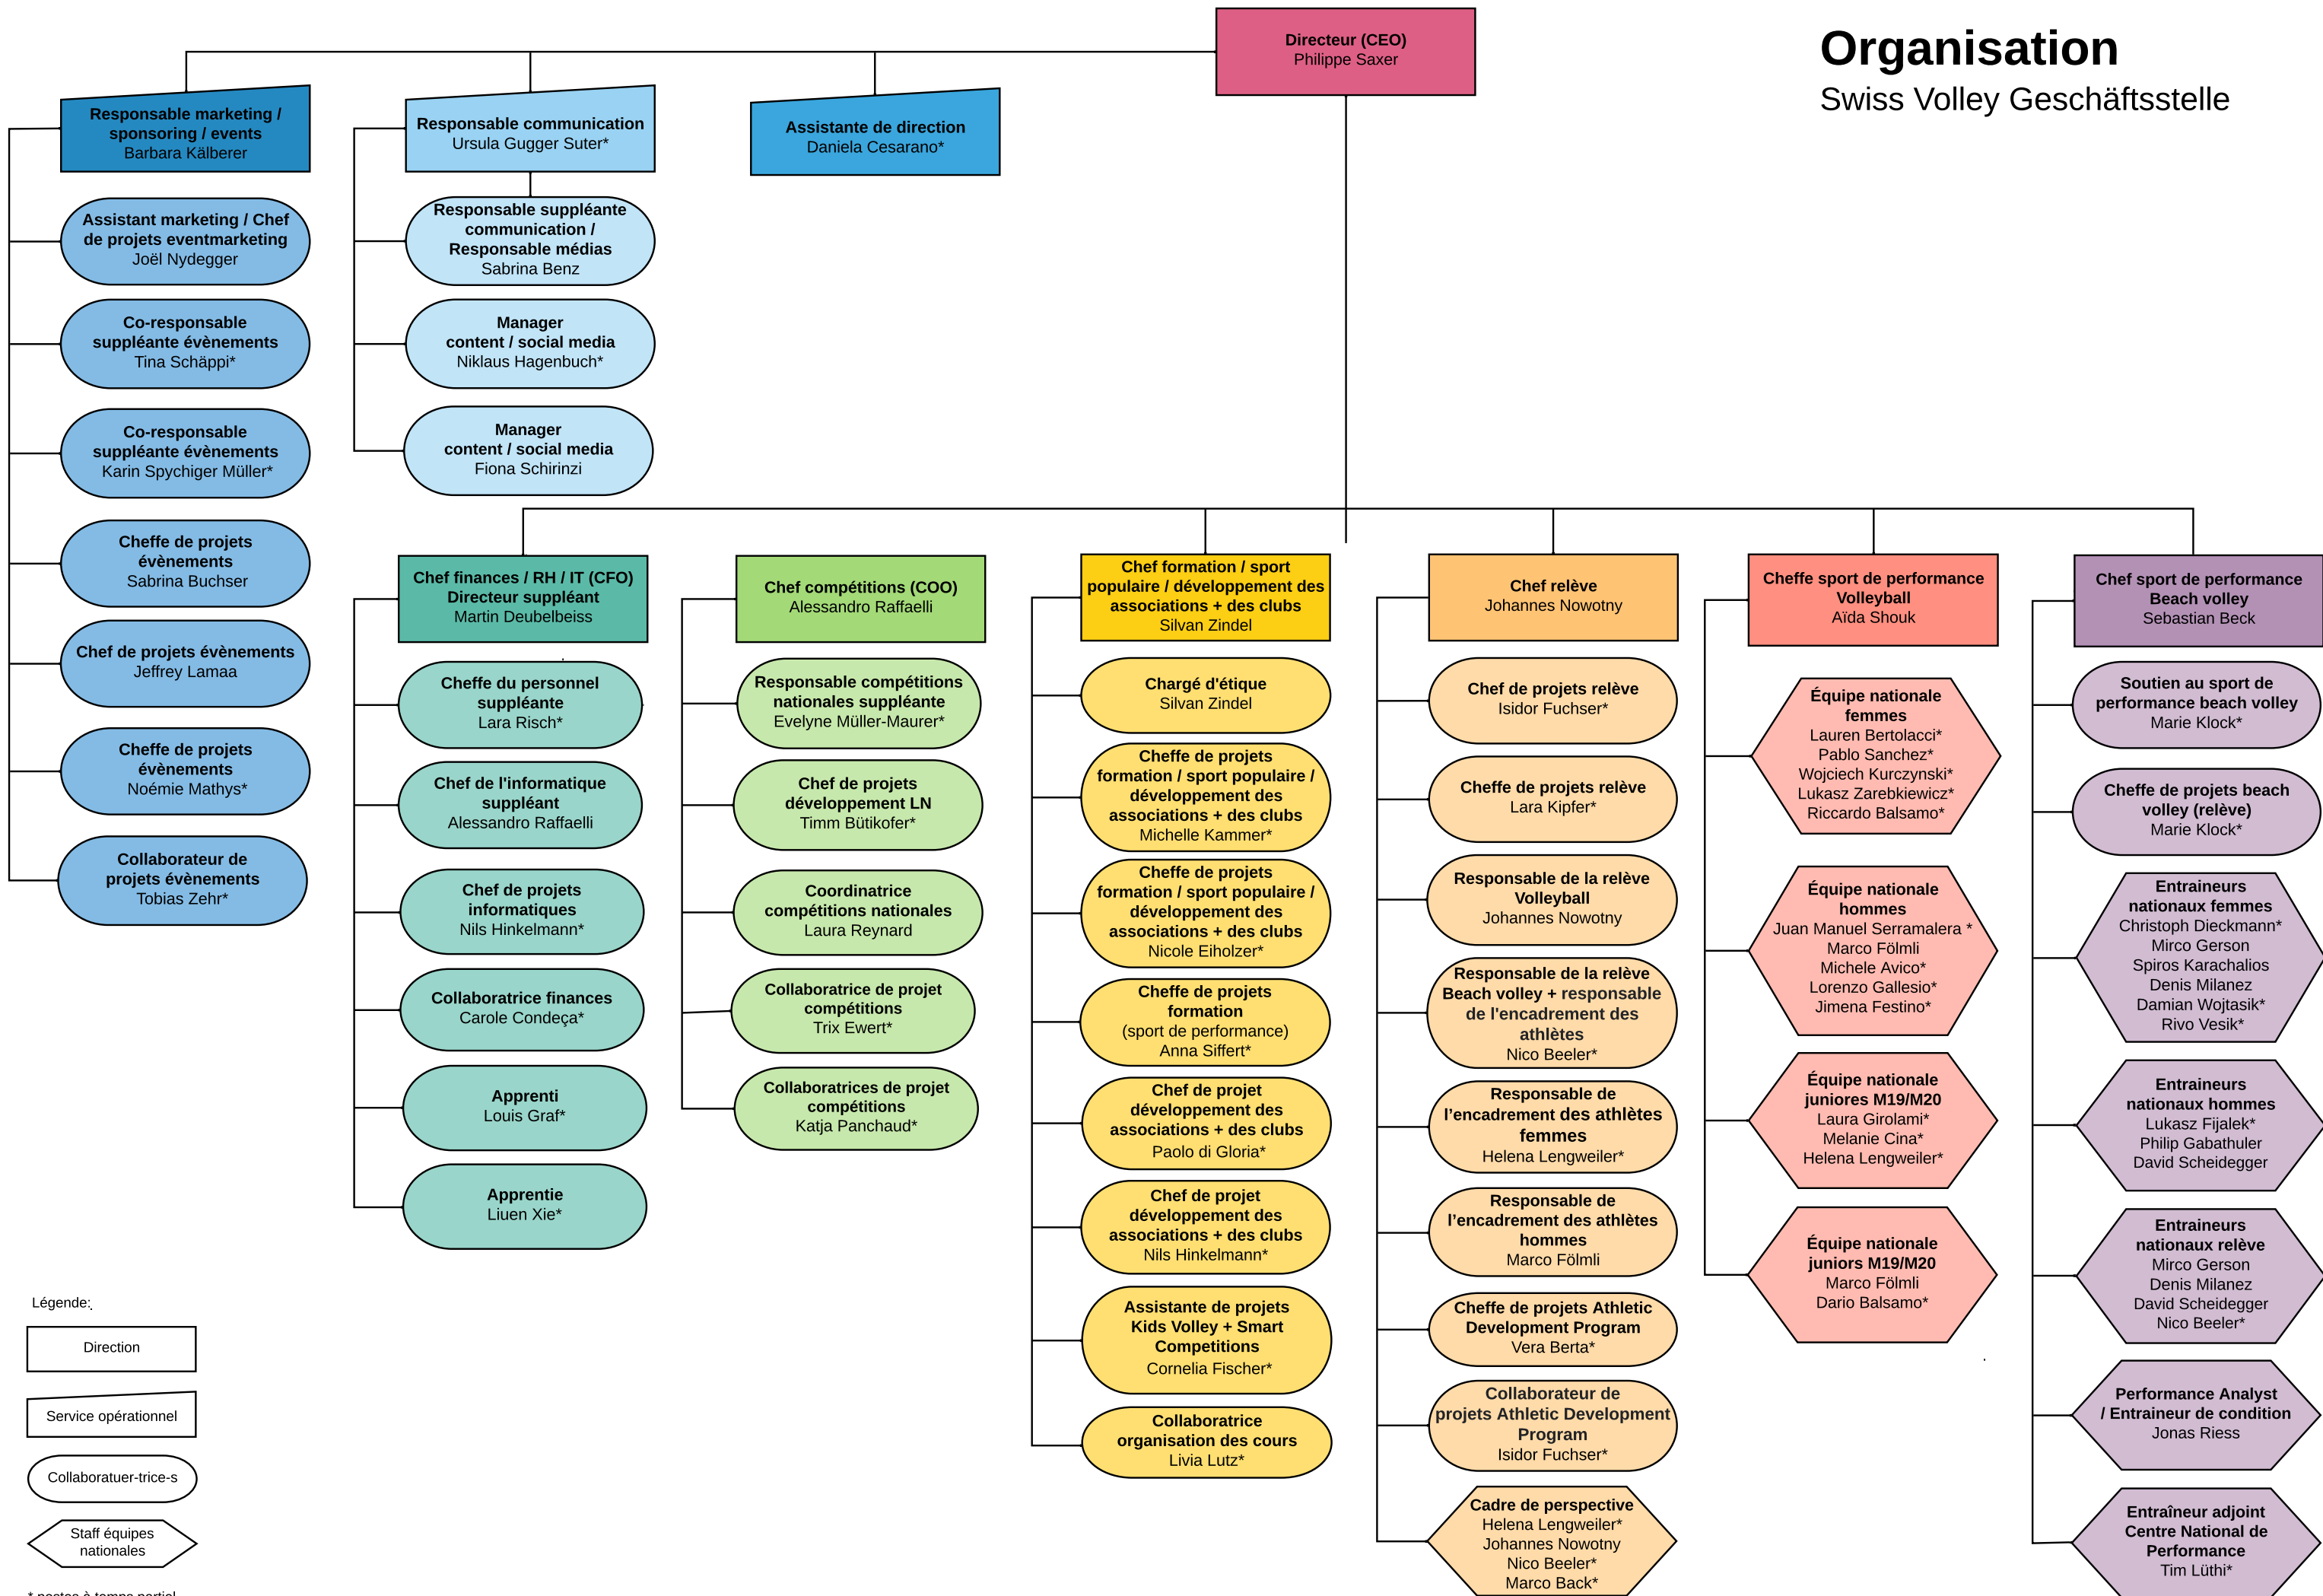 Organisation
Swiss Volley Geschäftsstelle
Directeur (CEO)
Philippe Saxer
Responsable marketing /
sponsoring / events
Barbara Kälberer
Assistant marketing / Chef
de projets eventmarketing
Joël Nydegger
Co-responsable
suppléante évènements
Tina Schäppi*
Co-responsable
suppléante évènements
Karin Spychiger Müller*
Cheffe de projets
évènements
Sabrina Buchser
Chef de projets évènements
Jeffrey Lamaa
Cheffe de projets
évènements
Noémie Mathys*
Collaborateur de
projets évènements
Tobias Zehr*
Responsable communication
Ursula Gugger Suter*
Responsable suppléante
communication /
Responsable médias
Sabrina Benz
Manager
content / social media
Niklaus Hagenbuch*
Manager
content / social media
Fiona Schirinzi
Assistante de direction
Daniela Cesarano*
Chef finances / RH / IT (CFO)
Directeur suppléant
Martin Deubelbeiss
Cheffe du personnel
suppléante
Lara Risch*
Chef de l'informatique
suppléant
Alessandro Raffaelli
Chef de projets
informatiques
Nils Hinkelmann*
Collaboratrice finances
Carole Condeça*
Apprenti
Louis Graf*
Apprentie
Liuen Xie*
Chef compétitions (COO)
Alessandro Raffaelli
Responsable compétitions
nationales suppléante
Evelyne Müller-Maurer*
Chef de projets
développement LN
Timm Bütikofer*
Coordinatrice
compétitions nationales
Laura Reynard
Collaboratrice de projet
compétitions
Trix Ewert*
Collaboratrices de projet
compétitions
Katja Panchaud*
Chef formation / sport
populaire / développement des
associations + des clubs
Silvan Zindel
Chargé d'étique
Silvan Zindel
Cheffe de projets
formation / sport populaire /
développement des
associations + des clubs
Michelle Kammer*
Cheffe de projets
formation / sport populaire /
développement des
associations + des clubs
Nicole Eiholzer*
Cheffe de projets
formation
(sport de performance)
Anna Siffert*
Chef de projet
développement des
associations + des clubs
Paolo di Gloria*
Chef de projet
développement des
associations + des clubs
Nils Hinkelmann*
Assistante de projets
Kids Volley + Smart
Competitions
Cornelia Fischer*
Collaboratrice
organisation des cours
Livia Lutz*
Chef relève
Johannes Nowotny
Chef de projets relève
Isidor Fuchser*
Cheffe de projets relève
Lara Kipfer*
Responsable de la relève
Volleyball
Johannes Nowotny
Responsable de la relève
Beach volley + responsable
de l'encadrement des
athlètes
Nico Beeler*
Responsable de
l’encadrement des athlètes
femmes
Helena Lengweiler*
Responsable de
l’encadrement des athlètes
hommes
Marco Fölmli
Cheffe de projets Athletic
Development Program
Vera Berta*
Collaborateur de
projets Athletic Development
Program
Isidor Fuchser*
Cadre de perspective
Helena Lengweiler*
Johannes Nowotny
Nico Beeler*
Marco Back*
Cheffe sport de performance
Volleyball
Aïda Shouk
Équipe nationale
femmes
Lauren Bertolacci*
Pablo Sanchez*
Wojciech Kurczynski*
Lukasz Zarebkiewicz*
Riccardo Balsamo*
Équipe nationale
hommes
Juan Manuel Serramalera *
Marco Fölmli
Michele Avico*
Lorenzo Gallesio*
Jimena Festino*
Équipe nationale
juniores M19/M20
Laura Girolami*
Melanie Cina*
Helena Lengweiler*
Équipe nationale
juniors M19/M20
Marco Fölmli
Dario Balsamo*
Chef sport de performance
Beach volley
Sebastian Beck
Soutien au sport de
performance beach volley
Marie Klock*
Cheffe de projets beach
volley (relève)
Marie Klock*
Entraineurs
nationaux femmes
Christoph Dieckmann*
Mirco Gerson
Spiros Karachalios
Denis Milanez
Damian Wojtasik*
Rivo Vesik*
Entraineurs
nationaux hommes
Lukasz Fijalek*
Philip Gabathuler
David Scheidegger
Entraineurs
nationaux relève
Mirco Gerson
Denis Milanez
David Scheidegger
Nico Beeler*
Performance Analyst
/ Entraineur de condition
Jonas Riess
Entraîneur adjoint
Centre National de
Performance
Tim Lüthi*
Légende:
Direction
Service opérationnel
Collaboratuer-trice-s
Staff équipes
nationales
* postes à temps partiel